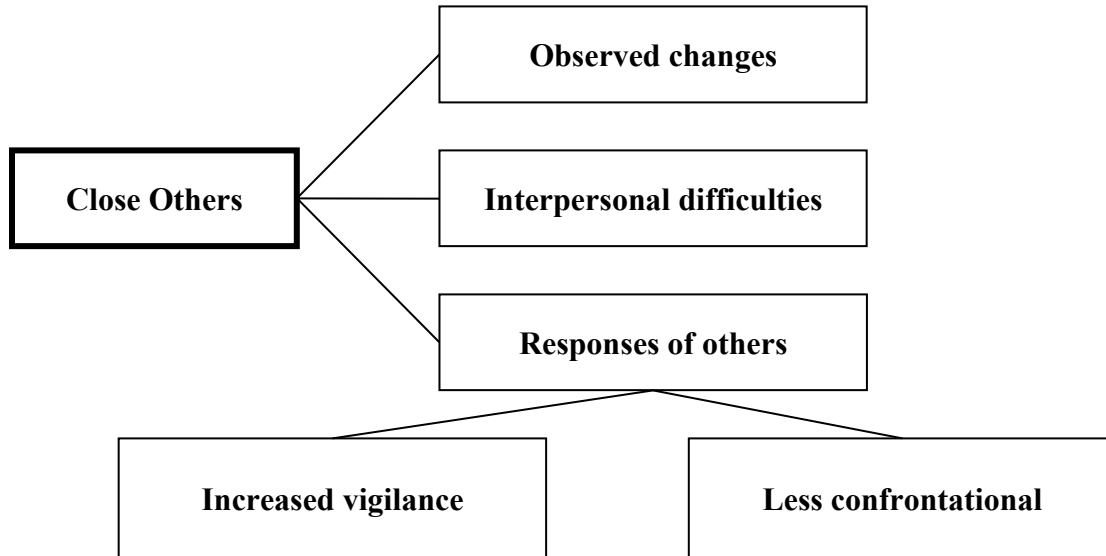 Observed changes
Close Others
Interpersonal difficulties
Responses of others
Increased vigilance
Less confrontational